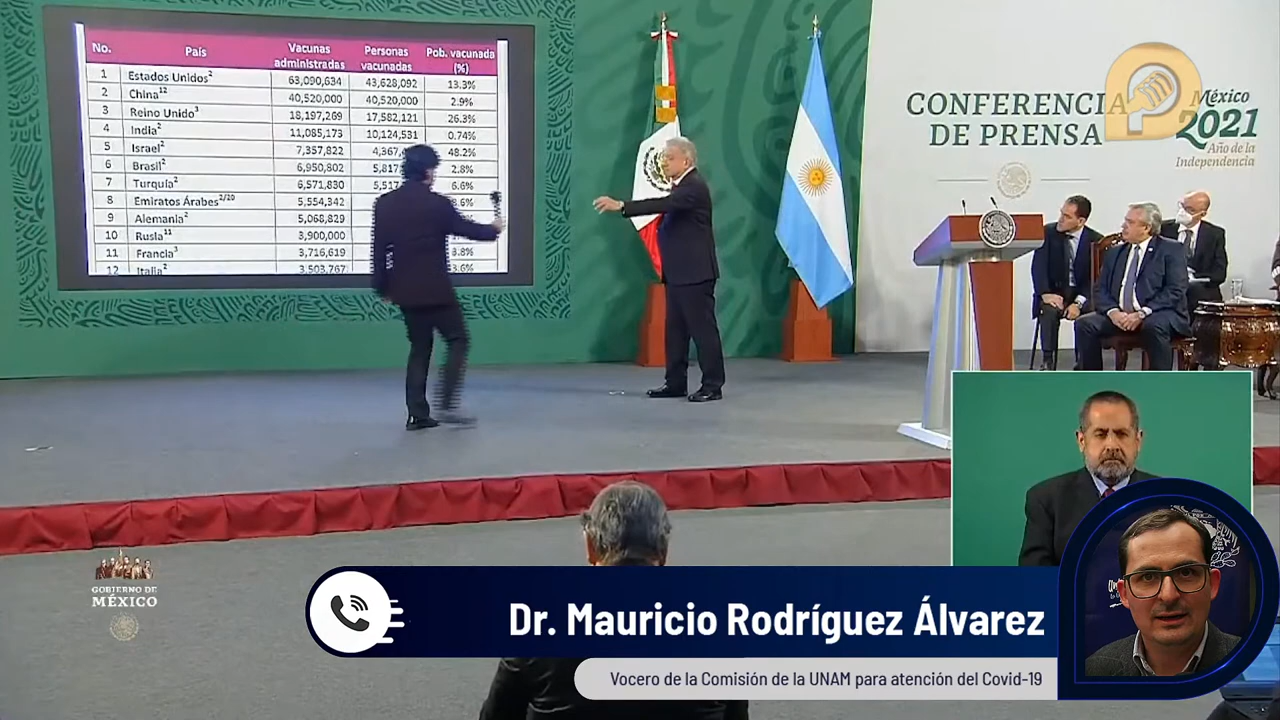 No. País Vacunas administradas Personas vacunadas Pob. vacunada (%)
1 Estados Unidos² 63,090,634 43,628,092 13.3%
2 China¹² 40,520,000 40,520,000 2.9%
3 Reino Unido³ 18,197,269 17,582,121 26.3%
4 India² 11,085,173 10,124,531 0.74%
5 Israel² 7,357,822 48.2%
6 Brasil² 6,950,802 2.8%
7 Turquía² 6,571,830 6.6%
8 Emiratos Árabes²/²⁰ 5,554,342
9 Alemania² 5,068,829
10 Rusia¹¹ 3,900,000
11 Francia³ 3,716,619
12 Italia² 3,503,767
CONFERENCIA
DE PRENSA
México
2021
Año de la
Independencia
GOBIERNO DE
MÉXICO
Dr. Mauricio Rodríguez Álvarez
Vocero de la Comisión de la UNAM para atención del Covid-19